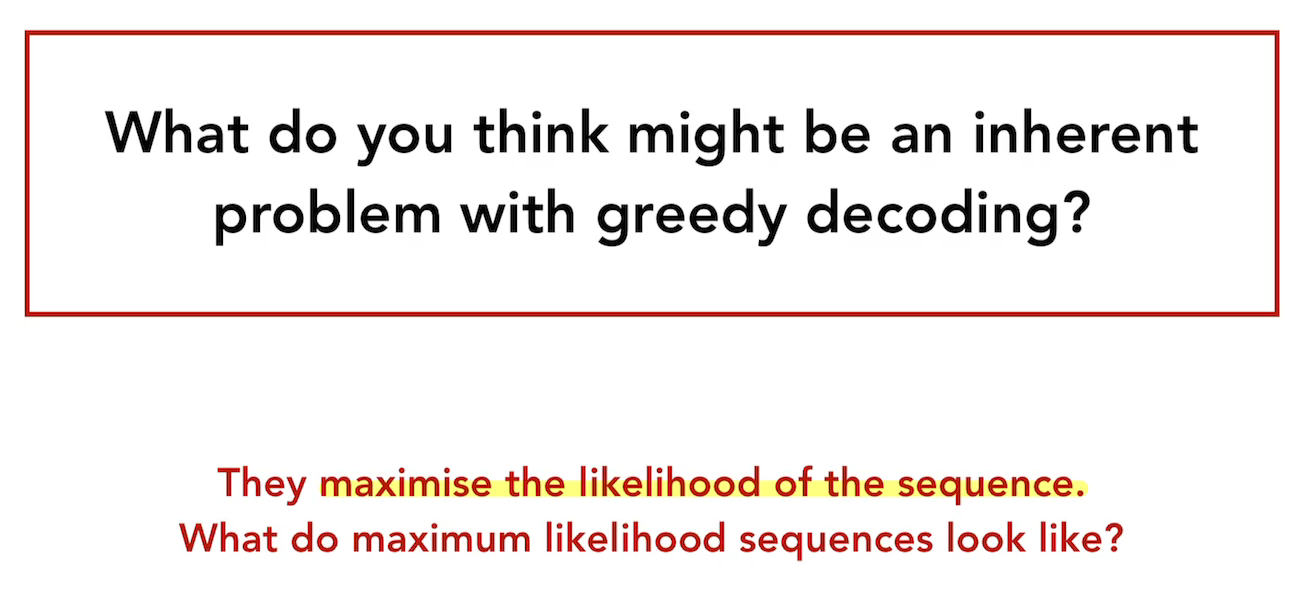 What do you think might be an inherent
problem with greedy decoding?
They maximise the likelihood of the sequence.
What do maximum likelihood sequences look like?